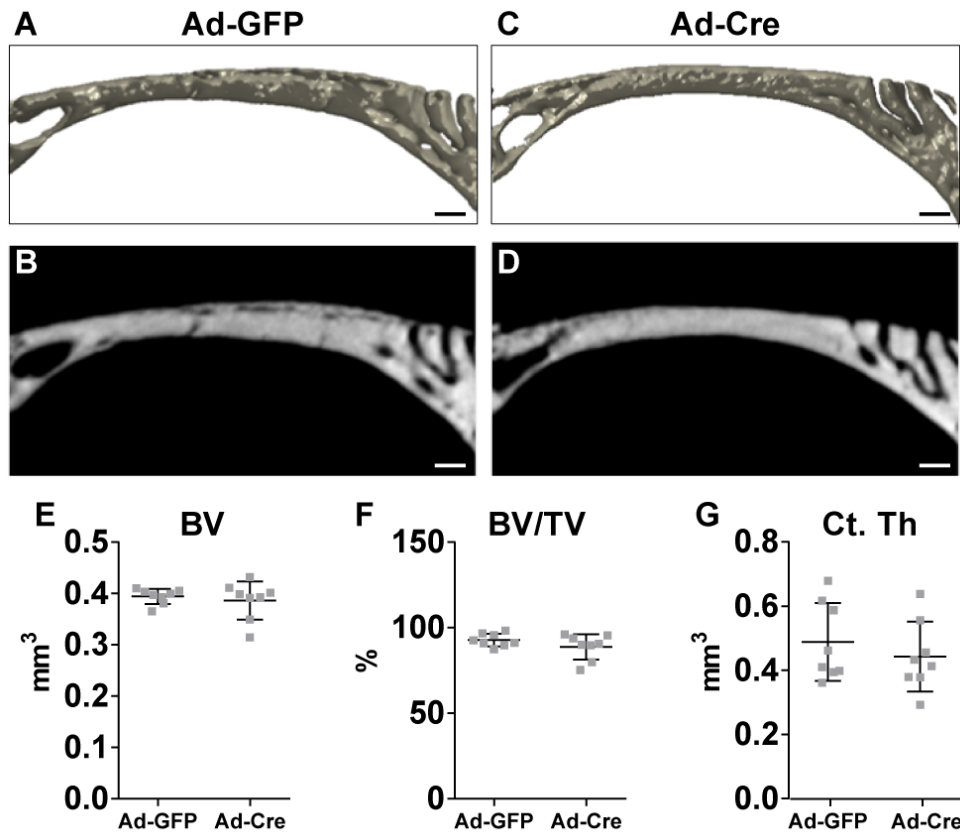 A Ad-GFP C Ad-Cre
B D
E BV
0.5
0.4
0.3
0.2
0.1
0.0
mm³
Ad-GFP Ad-Cre
F BV/TV
150
100
50
0
%
Ad-GFP Ad-Cre
G Ct. Th
0.8
0.6
0.4
0.2
0.0
mm³
Ad-GFP Ad-Cre